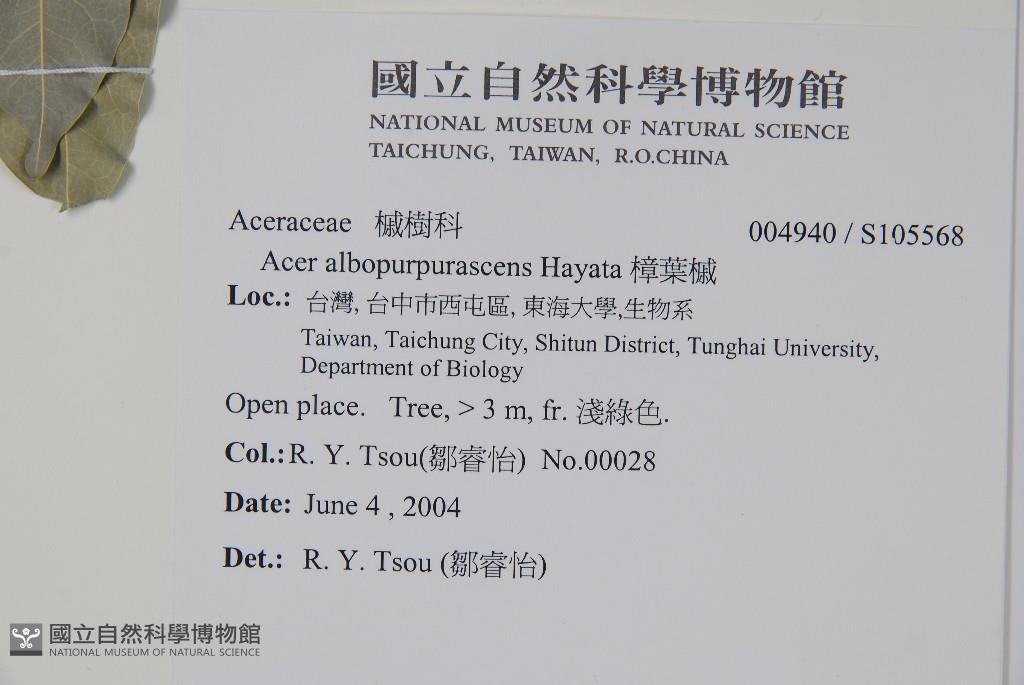 國立自然科學博物館
NATIONAL MUSEUM OF NATURAL SCIENCE
TAICHUNG, TAIWAN, R.O.CHINA
Aceraceae 槭樹科 004940 / S105568
Acer albopurpurascens Hayata 樟葉槭
Loc.: 台灣, 台中市西屯區, 東海大學,生物系
Taiwan, Taichung City, Shitun District, Tunghai University,
Department of Biology
Open place. Tree, > 3 m, fr. 淺綠色.
Col.:R. Y. Tsou(鄒睿怡) No.00028
Date: June 4 , 2004
Det.: R. Y. Tsou (鄒睿怡)
國立自然科學博物館
NATIONAL MUSEUM OF NATURAL SCIENCE